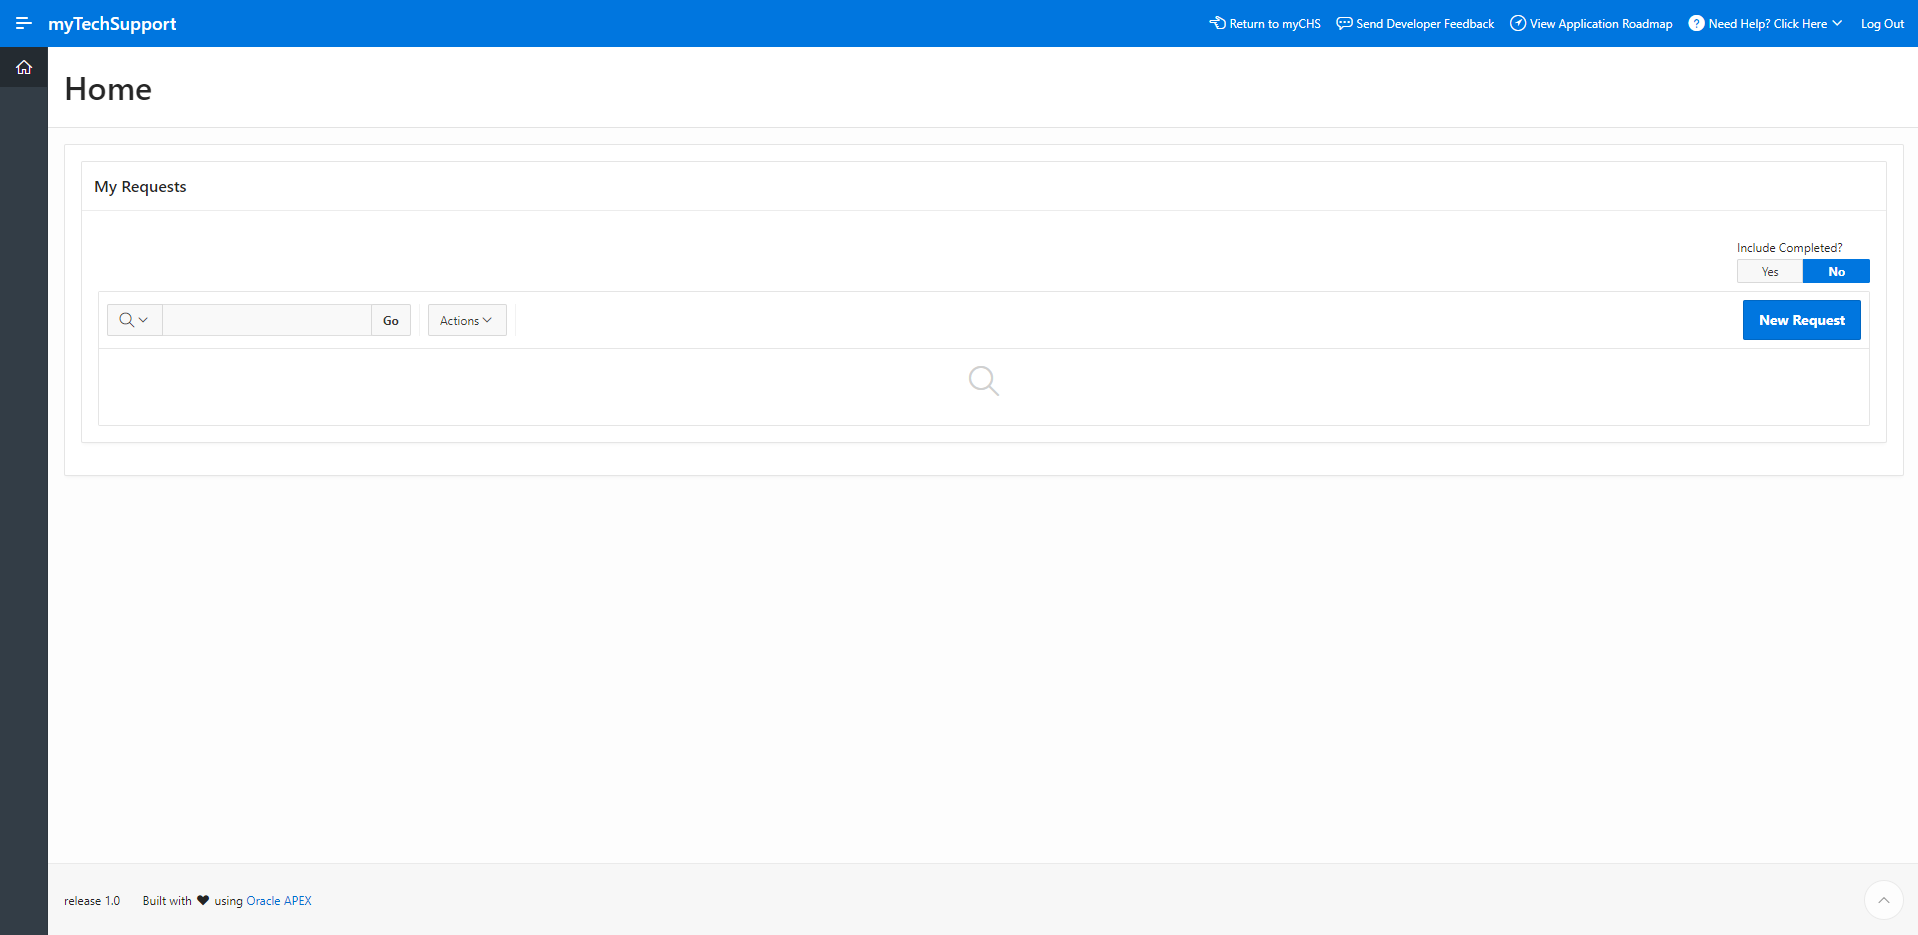 myTechSupport
Return to myCHS
Send Developer Feedback
View Application Roadmap
Need Help? Click Here
Log Out
Home
My Requests
Include Completed?
Yes
No
Go
Actions
New Request
release 1.0
Built with ♥ using Oracle APEX